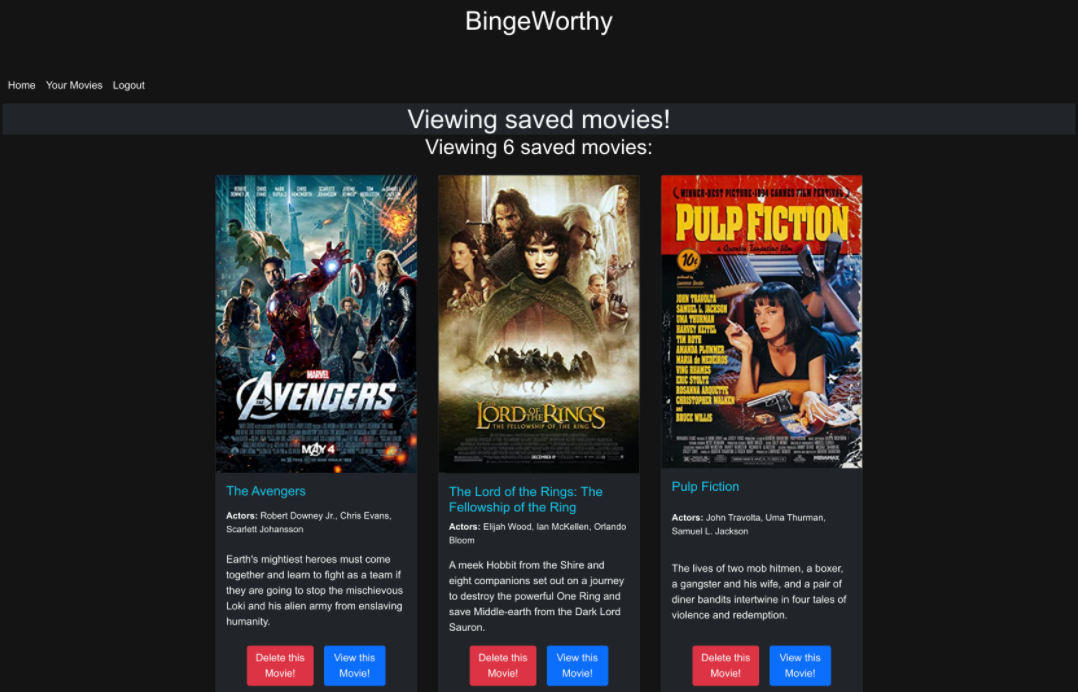 BingeWorthy
Home Your Movies Logout
Viewing saved movies!
Viewing 6 saved movies:
MARVEL
AVENGERS
MAY 4
THE LORD OF THE RINGS
THE FELLOWSHIP OF THE RING
DECEMBER 19
WINNER-BEST PICTURE-1994 CANNES FILM FESTIVAL
PULP FICTION
a Quentin Tarantino film
10¢
JOHN TRAVOLTA
SAMUEL L. JACKSON
UMA THURMAN
HARVEY KEITEL
TIM ROTH
AMANDA PLUMMER
MARIA de MEDEIROS
VING RHAMES
ERIC STOLTZ
ROSANNA ARQUETTE
CHRISTOPHER WALKEN
and
BRUCE WILLIS
MIRAMAX
The Avengers
Actors: Robert Downey Jr., Chris Evans,
Scarlett Johansson
Earth's mightiest heroes must come
together and learn to fight as a team if
they are going to stop the mischievous
Loki and his alien army from enslaving
humanity.
Delete this
Movie!
View this
Movie!
The Lord of the Rings: The
Fellowship of the Ring
Actors: Elijah Wood, Ian McKellen, Orlando
Bloom
A meek Hobbit from the Shire and
eight companions set out on a journey
to destroy the powerful One Ring and
save Middle-earth from the Dark Lord
Sauron.
Delete this
Movie!
View this
Movie!
Pulp Fiction
Actors: John Travolta, Uma Thurman,
Samuel L. Jackson
The lives of two mob hitmen, a boxer,
a gangster and his wife, and a pair of
diner bandits intertwine in four tales of
violence and redemption.
Delete this
Movie!
View this
Movie!